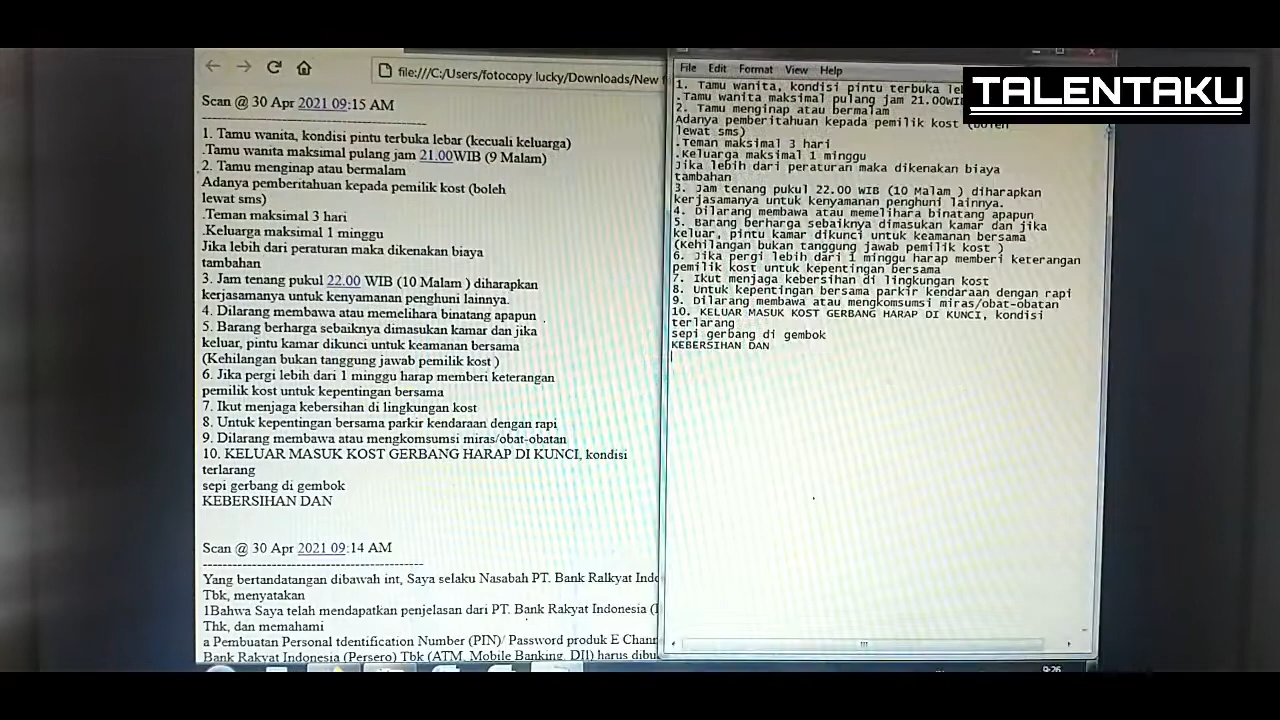 TALENTAKU
file:///C:/Users/fotocopy lucky/Downloads/New
Scan @ 30 Apr 2021 09:15 AM
----------------------------------------------
1. Tamu wanita, kondisi pintu terbuka lebar (kecuali keluarga)
.Tamu wanita maksimal pulang jam 21.00WIB (9 Malam)
2. Tamu menginap atau bermalam
Adanya pemberitahuan kepada pemilik kost (boleh
lewat sms)
.Teman maksimal 3 hari
.Keluarga maksimal 1 minggu
Jika lebih dari peraturan maka dikenakan biaya
tambahan
3. Jam tenang pukul 22.00 WIB (10 Malam ) diharapkan
kerjasamanya untuk kenyamanan penghuni lainnya.
4. Dilarang membawa atau memelihara binatang apapun
5. Barang berharga sebaiknya dimasukan kamar dan jika
keluar, pintu kamar dikunci untuk keamanan bersama
(Kehilangan bukan tanggung jawab pemilik kost )
6. Jika pergi lebih dari 1 minggu harap memberi keterangan
pemilik kost untuk kepentingan bersama
7. Ikut menjaga kebersihan di lingkungan kost
8. Untuk kepentingan bersama parkir kendaraan dengan rapi
9. Dilarang membawa atau mengkomsumsi miras/obat-obatan
10. KELUAR MASUK KOST GERBANG HARAP DI KUNCI, kondisi
terlarang
sepi gerbang di gembok
KEBERSIHAN DAN
Scan @ 30 Apr 2021 09:14 AM
----------------------------------------------
Yang bertandatangan dibawah int, Saya selaku Nasabah PT. Bank Ralkyat
Tbk, menyatakan
1Bahwa Saya telah mendapatkan penjelasan dari PT. Bank Rakyat Indonesia
Thk, dan memahami
a Pembuatan Personal tdentification Number (PIN)/ Password produk E
Bank Rakyat Indonesia (Persero) Tbk (ATM, Mobile Banking, DII) harus
File Edit Format View Help
1. Tamu wanita, kondisi pintu terbuka
.Tamu wanita maksimal pulang jam 21.00WIB
2. Tamu menginap atau bermalam
Adanya pemberitahuan kepada pemilik kost (boleh
lewat sms)
.Teman maksimal 3 hari
.Keluarga maksimal 1 minggu
Jika lebih dari peraturan maka dikenakan biaya
tambahan
3. Jam tenang pukul 22.00 WIB (10 Malam ) diharapkan
kerjasamanya untuk kenyamanan penghuni lainnya.
4. Dilarang membawa atau memelihara binatang apapun
5. Barang berharga sebaiknya dimasukan kamar dan jika
keluar, pintu kamar dikunci untuk keamanan bersama
(Kehilangan bukan tanggung jawab pemilik kost )
6. Jika pergi lebih dari 1 minggu harap memberi keterangan
pemilik kost untuk kepentingan bersama
7. Ikut menjaga kebersihan di lingkungan kost
8. Untuk kepentingan bersama parkir kendaraan dengan rapi
9. Dilarang membawa atau mengkomsumsi miras/obat-obatan
10. KELUAR MASUK KOST GERBANG HARAP DI KUNCI, kondisi
terlarang
sepi gerbang di gembok
KEBERSIHAN DAN
9:26